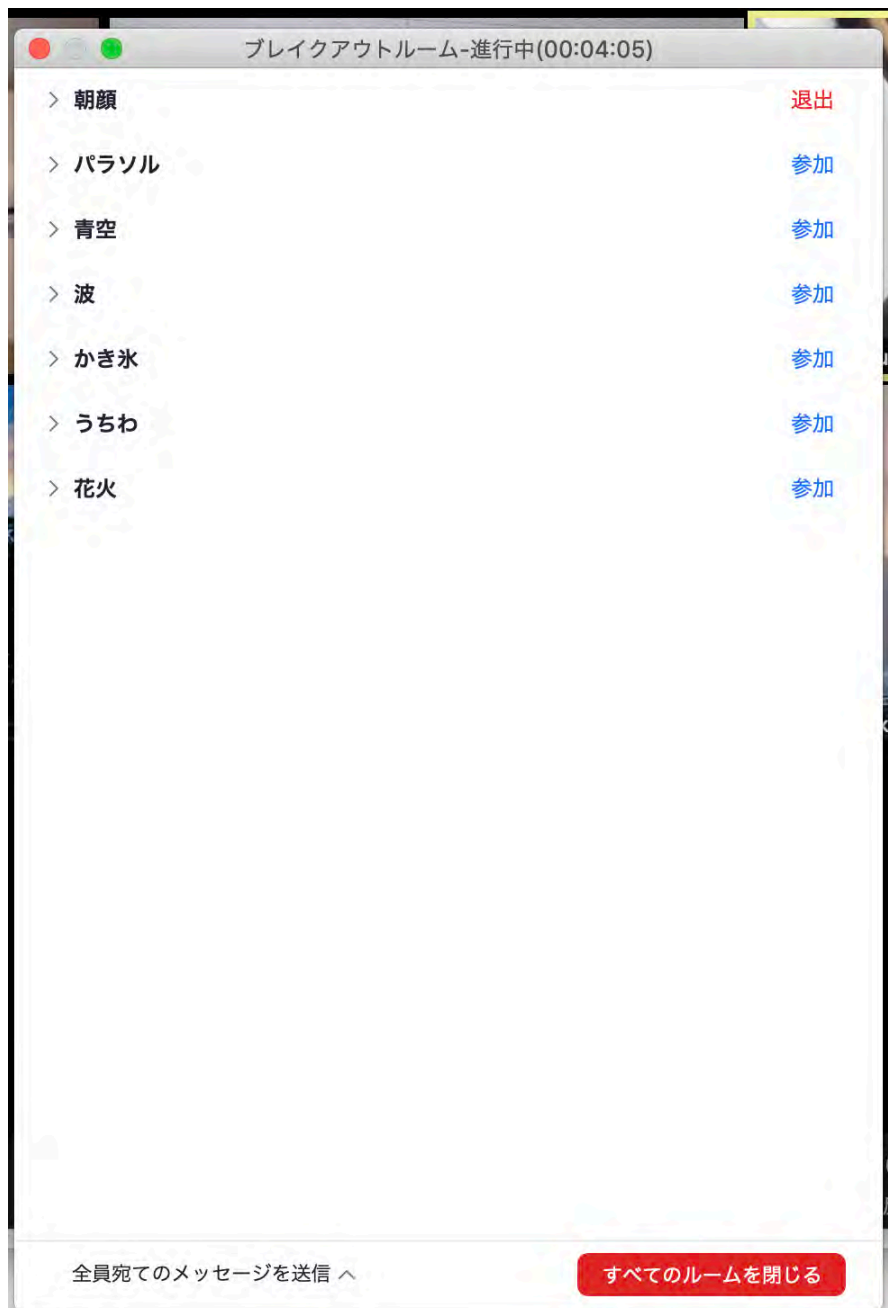 ブレイクアウトルーム-進行中(00:04:05)
朝顔 退出
パラソル 参加
青空 参加
波 参加
かき氷 参加
うちわ 参加
花火 参加
全員宛てのメッセージを送信 すべてのルームを閉じる